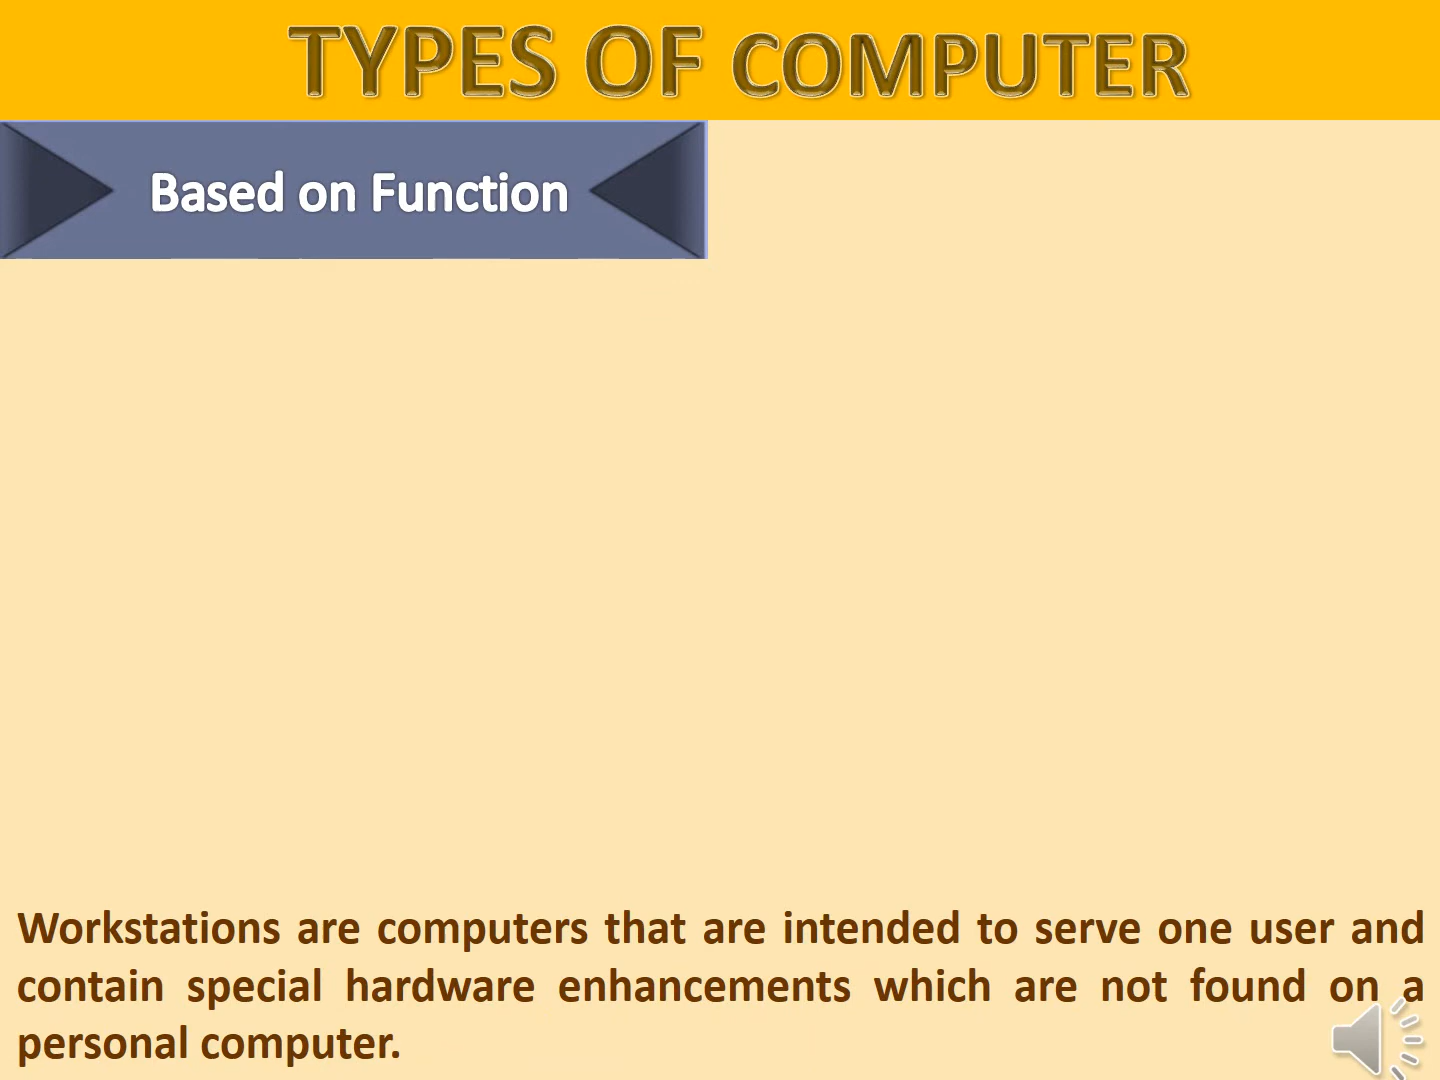 TYPES OF COMPUTER
Based on Function
Workstations are computers that are intended to serve one user and
contain special hardware enhancements which are not found on a
personal computer.